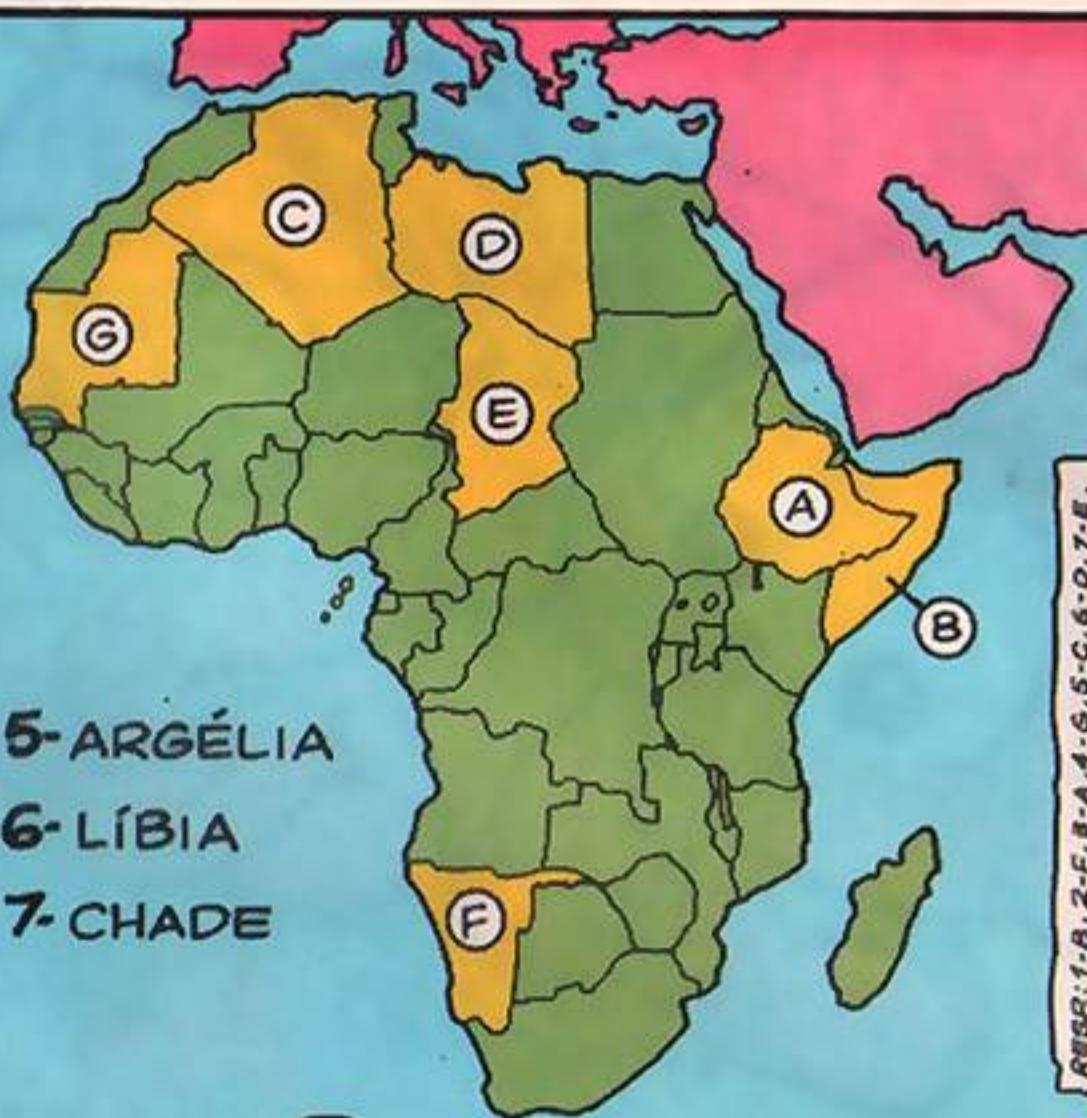 C
D
G
E
A
B
5- ARGÉLIA
6- LÍBIA
7- CHADE
F
RESP.: 1-B, 2-F, 3-A, 4-G, 5-C, 6-D, 7-E.